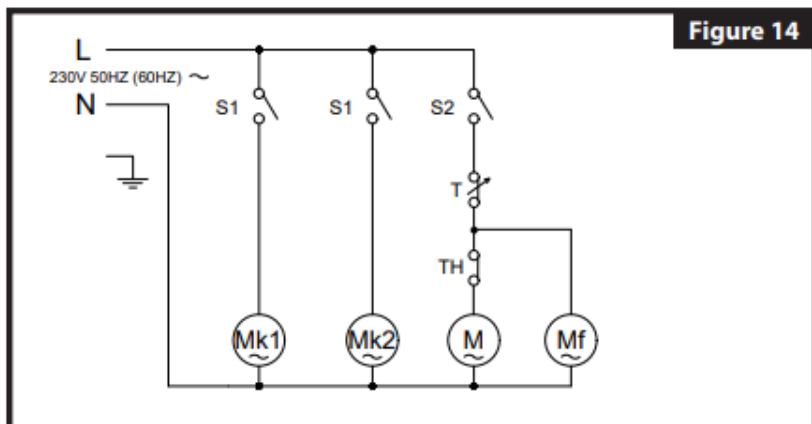 Figure 14
L
230V 50HZ (60HZ) ~
N
S1
S1
S2
T
TH
Mk1
Mk2
M
Mf